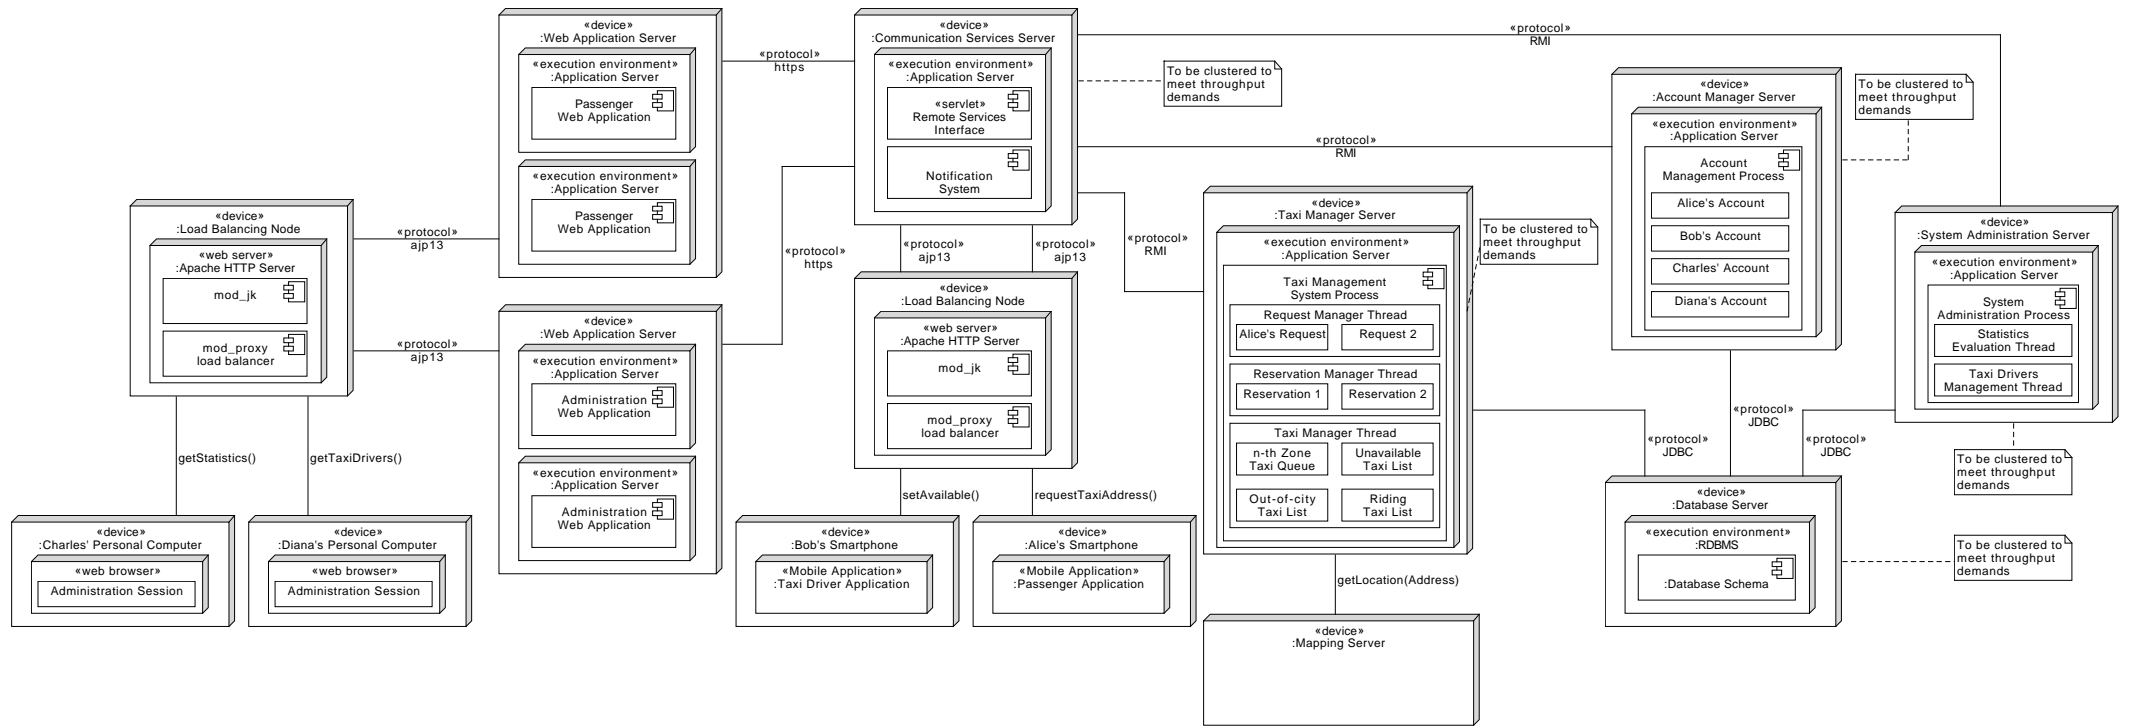 «device»
:Web Application Server
«execution environment»
:Application Server
Passenger
Web Application
«execution environment»
:Application Server
Passenger
Web Application
«protocol»
https
«device»
:Communication Services Server
«execution environment»
:Application Server
«servlet»
Remote Services
Interface
Notification
System
To be clustered to
meet throughput
demands
«protocol»
RMI
«protocol»
RMI
«device»
:Account Manager Server
«execution environment»
:Application Server
Account
Management Process
Alice's Account
Bob's Account
Charles' Account
Diana's Account
To be clustered to
meet throughput
demands
«device»
:Load Balancing Node
«web server»
:Apache HTTP Server
mod_jk
mod_proxy
load balancer
«protocol»
ajp13
«protocol»
ajp13
«protocol»
https
«protocol»
ajp13
«protocol»
ajp13
«protocol»
RMI
«device»
:Taxi Manager Server
«execution environment»
:Application Server
Taxi Management
System Process
Request Manager Thread
Alice's Request
Request 2
Reservation Manager Thread
Reservation 1
Reservation 2
Taxi Manager Thread
n-th Zone
Taxi Queue
Unavailable
Taxi List
Out-of-city
Taxi List
Riding
Taxi List
To be clustered to
meet throughput
demands
«device»
:System Administration Server
«execution environment»
:Application Server
System
Administration Process
Statistics
Evaluation Thread
Taxi Drivers
Management Thread
«device»
:Web Application Server
«execution environment»
:Application Server
Administration
Web Application
«execution environment»
:Application Server
Administration
Web Application
«device»
:Load Balancing Node
«web server»
:Apache HTTP Server
mod_jk
mod_proxy
load balancer
«protocol»
JDBC
«protocol»
JDBC
«protocol»
JDBC
To be clustered to
meet throughput
demands
getStatistics()
getTaxiDrivers()
setAvailable()
requestTaxiAddress()
«device»
:Charles' Personal Computer
«web browser»
Administration Session
«device»
:Diana's Personal Computer
«web browser»
Administration Session
«device»
:Bob's Smartphone
«Mobile Application»
:Taxi Driver Application
«device»
:Alice's Smartphone
«Mobile Application»
:Passenger Application
getLocation(Address)
«device»
:Mapping Server
«device»
:Database Server
«execution environment»
:RDBMS
:Database Schema
To be clustered to
meet throughput
demands